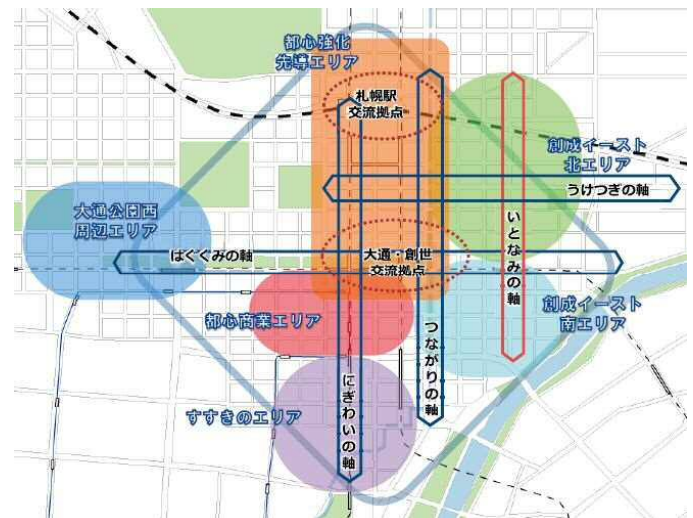 都心強化
先導エリア
札幌駅
交流拠点
創成イースト
北エリア
うけつぎの軸
大通公園西
周辺エリア
はぐくみの軸
大通・創世
交流拠点
いとなみの軸
都心商業エリア
創成イースト
南エリア
つながりの軸
にぎわいの軸
すすきのエリア